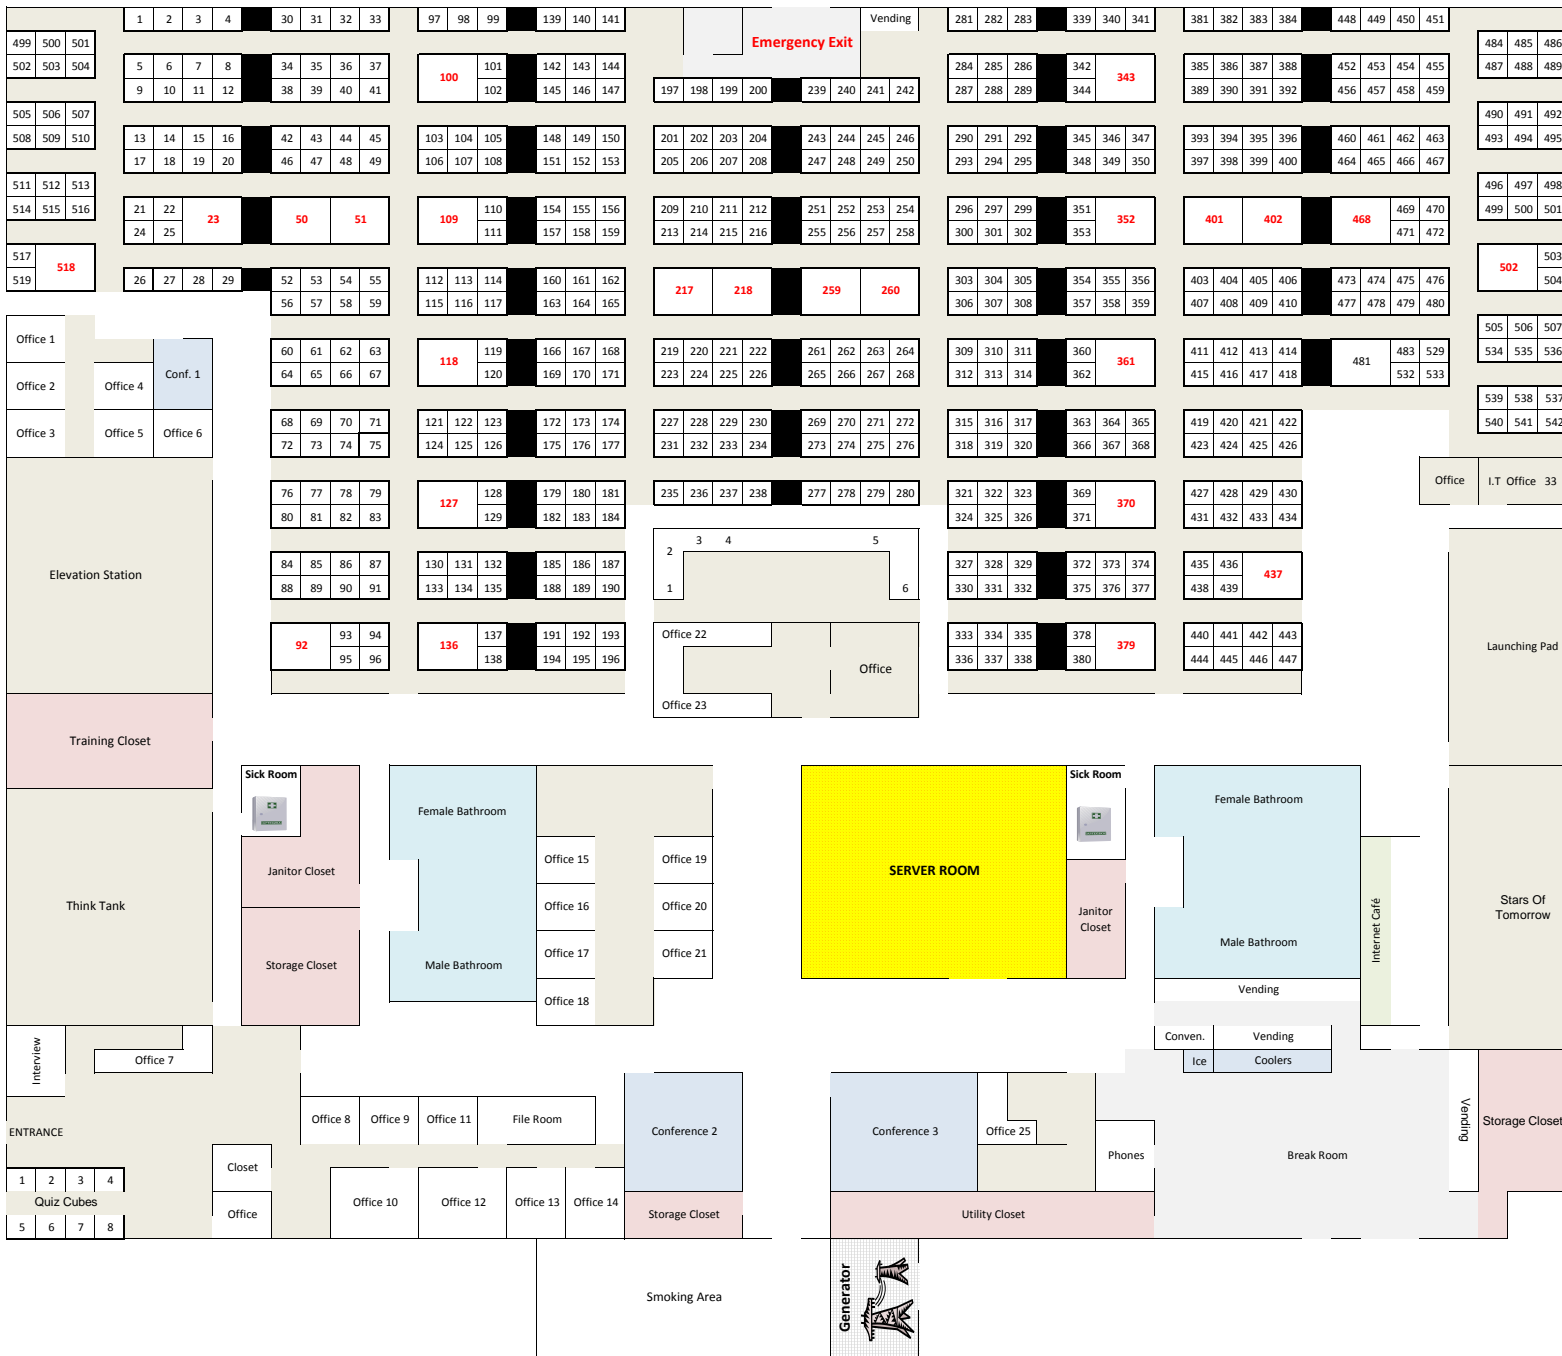 1 2 3 4 30 31 32 33 97 98 99 139 140 141 Vending 281 282 283 339 340 341 381 382 383 384 448 449 450 451
499 500 501 Emergency Exit 484 485 486
502 503 504 5 6 7 8 34 35 36 37 100 101 142 143 144 284 285 286 342 343 385 386 387 388 452 453 454 455 487 488 489
9 10 11 12 38 39 40 41 102 145 146 147 197 198 199 200 239 240 241 242 287 288 289 344 389 390 391 392 456 457 458 459
505 506 507 490 491 492
508 509 510 13 14 15 16 42 43 44 45 103 104 105 148 149 150 201 202 203 204 243 244 245 246 290 291 292 345 346 347 393 394 395 396 460 461 462 463 493 494 495
17 18 19 20 46 47 48 49 106 107 108 151 152 153 205 206 207 208 247 248 249 250 293 294 295 348 349 350 397 398 399 400 464 465 466 467
511 512 513 496 497 498
514 515 516 21 22 23 50 51 109 110 154 155 156 209 210 211 212 251 252 253 254 296 297 299 351 352 401 402 468 469 470 499 500 501
24 25 111 157 158 159 213 214 215 216 255 256 257 258 300 301 302 353 471 472
517 518 502 503
519 26 27 28 29 52 53 54 55 112 113 114 160 161 162 217 218 259 260 303 304 305 354 355 356 403 404 405 406 473 474 475 476 504
56 57 58 59 115 116 117 163 164 165 306 307 308 357 358 359 407 408 409 410 477 478 479 480
Office 1 505 506 507
60 61 62 63 118 119 166 167 168 219 220 221 222 261 262 263 264 309 310 311 360 361 411 412 413 414 481 483 529 534 535 536
Office 2 Office 4 Conf. 1 64 65 66 67 120 169 170 171 223 224 225 226 265 266 267 268 312 313 314 362 415 416 417 418 532 533
539 538 537
68 69 70 71 121 122 123 172 173 174 227 228 229 230 269 270 271 272 315 316 317 363 364 365 419 420 421 422 540 541 542
Office 3 Office 5 Office 6 72 73 74 75 124 125 126 175 176 177 231 232 233 234 273 274 275 276 318 319 320 366 367 368 423 424 425 426
76 77 78 79 127 128 179 180 181 235 236 237 238 277 278 279 280 321 322 323 369 370 427 428 429 430 Office I.T Office 33
80 81 82 83 129 182 183 184 324 325 326 371 431 432 433 434
3 4 5
2
84 85 86 87 130 131 132 185 186 187 327 328 329 372 373 374 435 436 437
Elevation Station
88 89 90 91 133 134 135 188 189 190 1 6 330 331 332 375 376 377 438 439
92 93 94 136 137 191 192 193 Office 22 333 334 335 378 379 440 441 442 443
95 96 138 194 195 196 336 337 338 380 444 445 446 447
Office Launching Pad
Office 23
Training Closet
Sick Room Sick Room
Female Bathroom Female Bathroom
Office 15 Office 19
Janitor Closet SERVER ROOM
Think Tank Office 16 Office 20 Janitor
Closet
Stars Of
Tomorrow
Internet Café
Storage Closet Male Bathroom Office 17 Office 21 Male Bathroom
Office 18 Vending
Conven. Vending
Interview Office 7 Ice Coolers
ENTRANCE Office 8 Office 9 Office 11 File Room Conference 2 Conference 3 Office 25 Vending Storage Closet
Closet Phones Break Room
1 2 3 4
Quiz Cubes Office 10 Office 12 Office 13 Office 14
Office Storage Closet Utility Closet
5 6 7 8
Smoking Area Generator